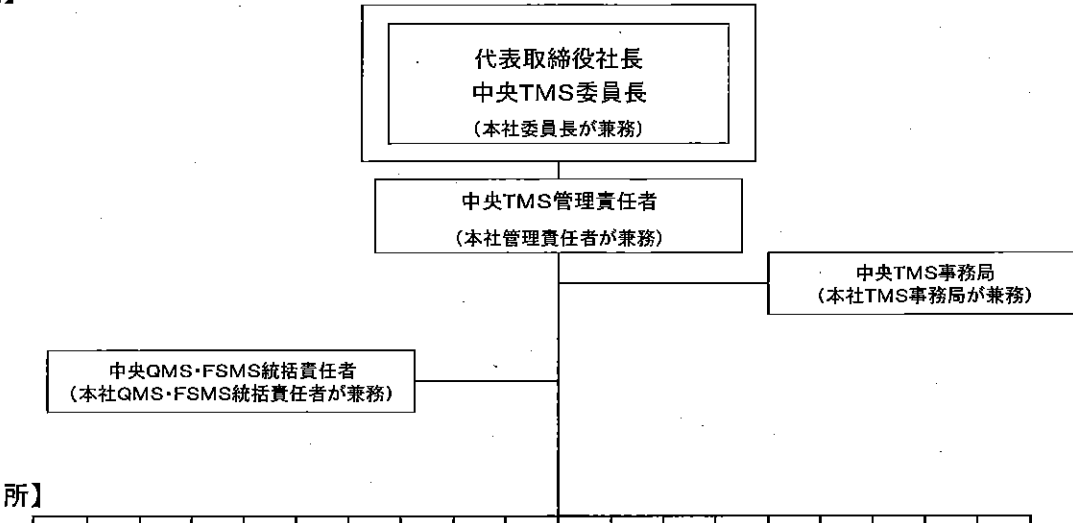 代表取締役社長
中央TMS委員長
(本社委員長が兼務)
中央TMS管理責任者
(本社管理責任者が兼務)
中央TMS事務局
(本社TMS事務局が兼務)
中央QMS・FSMS統括責任者
(本社QMS・FSMS統括責任者が兼務)
所】